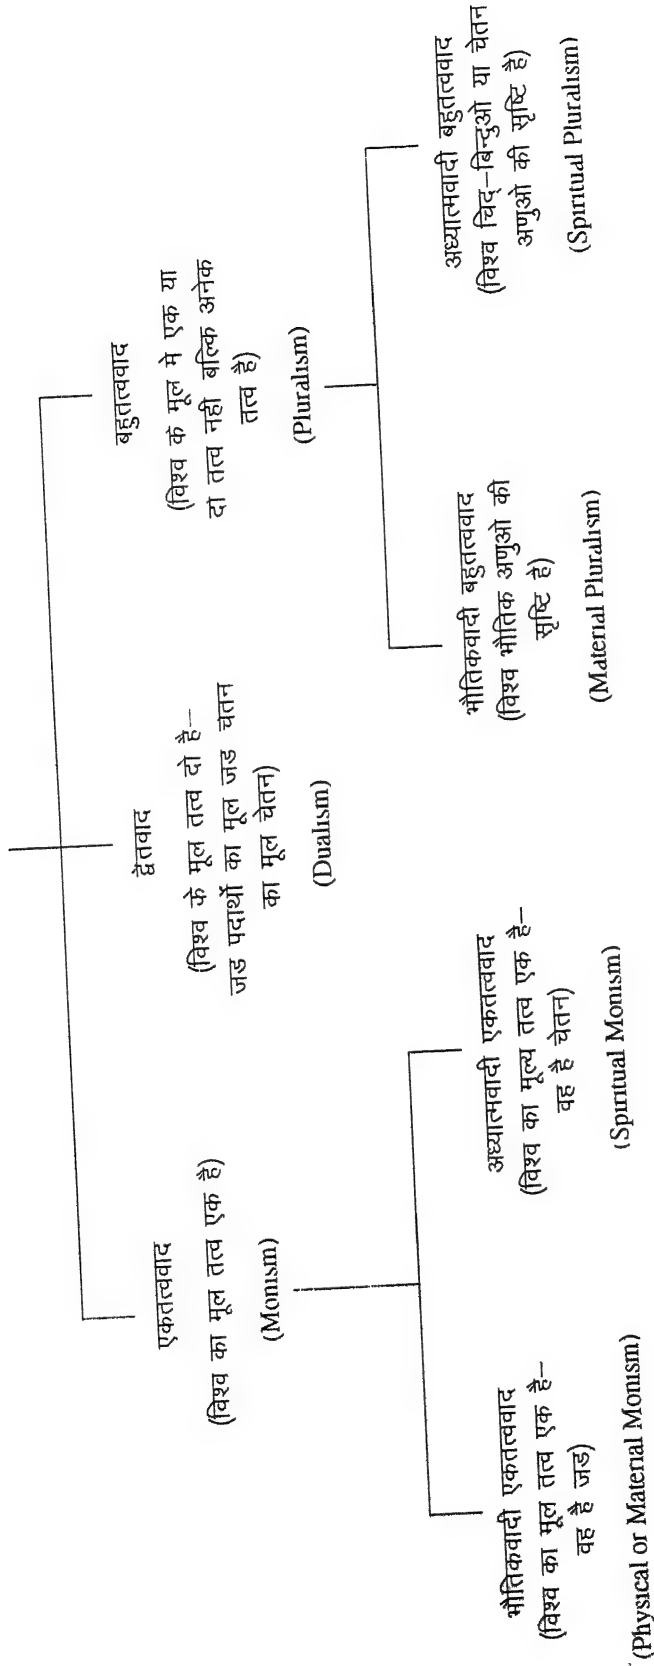 एकतत्ववाद
(विश्व का मूल तत्व एक है)
(Monism)
द्वैतवाद
(विश्व के मूल तत्व दो है—
जड पदार्थों का मूल जड चेतन
का मूल चेतन)
(Dualism)
बहुतत्ववाद
(विश्व के मूल मे एक या
दो तत्व नही बल्कि अनेक
तत्व है)
(Pluralism)
भौतिकवादी एकतत्ववाद
(विश्व का मूल तत्व एक है—
वह है जड)
(Physical or Material Monism)
अध्यात्मवादी एकतत्ववाद
(विश्व का मूल्य तत्व एक है—
वह है चेतन)
(Spiritual Monism)
भौतिकवादी बहुतत्ववाद
(विश्व भौतिक अणुओ की
सृष्टि है)
(Material Pluralism)
अध्यात्मवादी बहुतत्ववाद
(विश्व चिद्-बिन्दुओ या चेतन
अणुओ की सृष्टि है)
(Spiritual Pluralism)